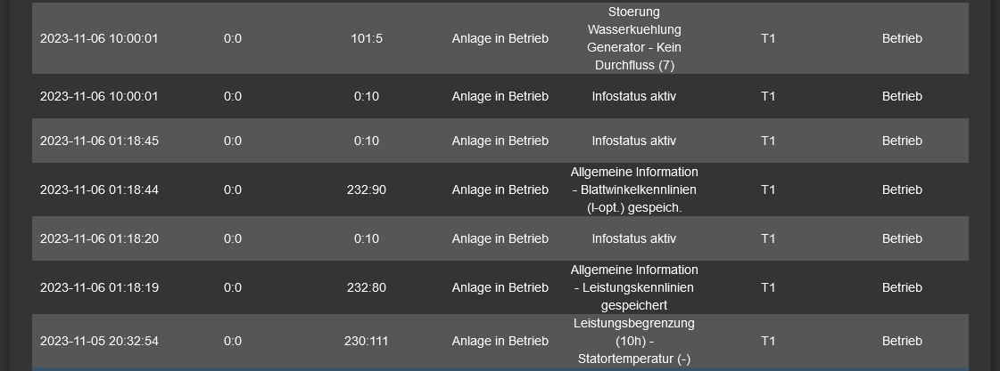 2023-11-06 10:00:01 0:0 101:5 Anlage in Betrieb Stoerung Wasserkuehlung Generator - Kein Durchfluss (7) T1 Betrieb
2023-11-06 10:00:01 0:0 0:10 Anlage in Betrieb Infostatus aktiv T1 Betrieb
2023-11-06 01:18:45 0:0 0:10 Anlage in Betrieb Infostatus aktiv T1 Betrieb
2023-11-06 01:18:44 0:0 232:90 Anlage in Betrieb Allgemeine Information - Blattwinkelkennlinien (I-opt.) gespeich. T1 Betrieb
2023-11-06 01:18:20 0:0 0:10 Anlage in Betrieb Infostatus aktiv T1 Betrieb
2023-11-06 01:18:19 0:0 232:80 Anlage in Betrieb Allgemeine Information - Leistungskennlinien gespeichert T1 Betrieb
2023-11-05 20:32:54 0:0 230:111 Anlage in Betrieb Leistungsbegrenzung (10h) - Statortemperatur (-) T1 Betrieb